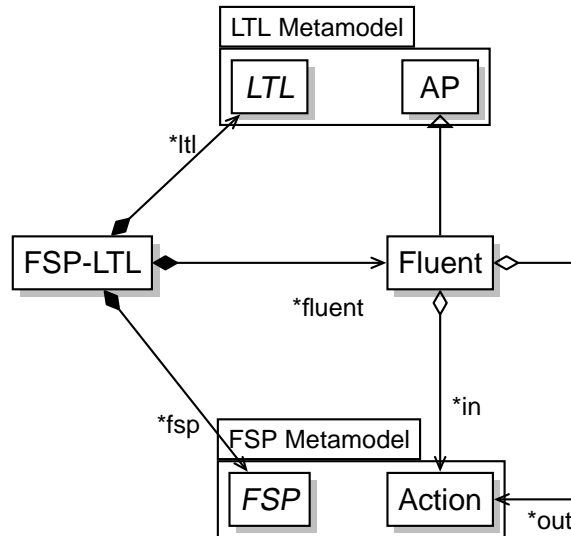 LTL Metamodel
LTL
AP
*ltl
FSP-LTL
Fluent
*fluent
*in
*fsp
FSP Metamodel
FSP
Action
*out